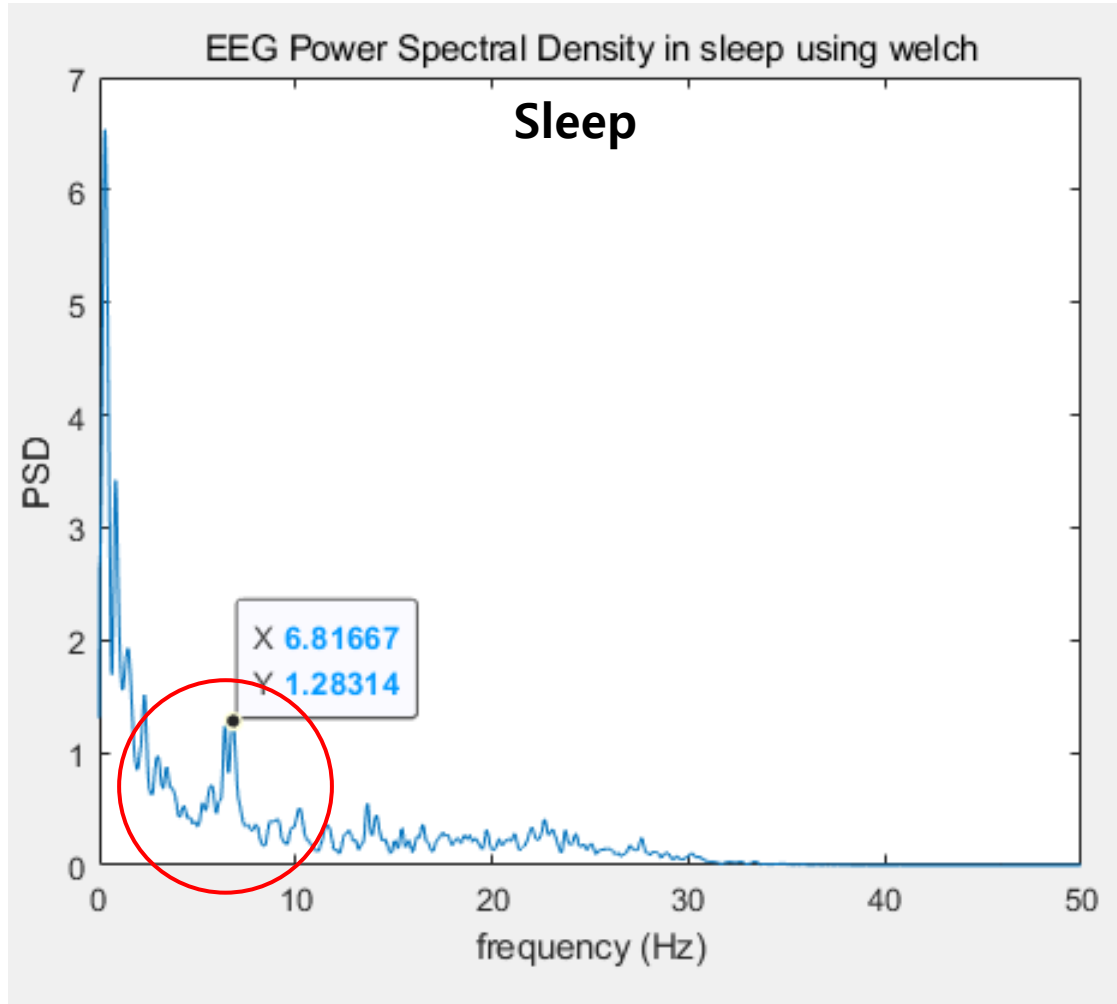 EEG Power Spectral Density in sleep using welch
Sleep
7
6
5
4
3
2
1
0
PSD
X 6.81667
Y 1.28314
0 10 20 30 40 50
frequency (Hz)